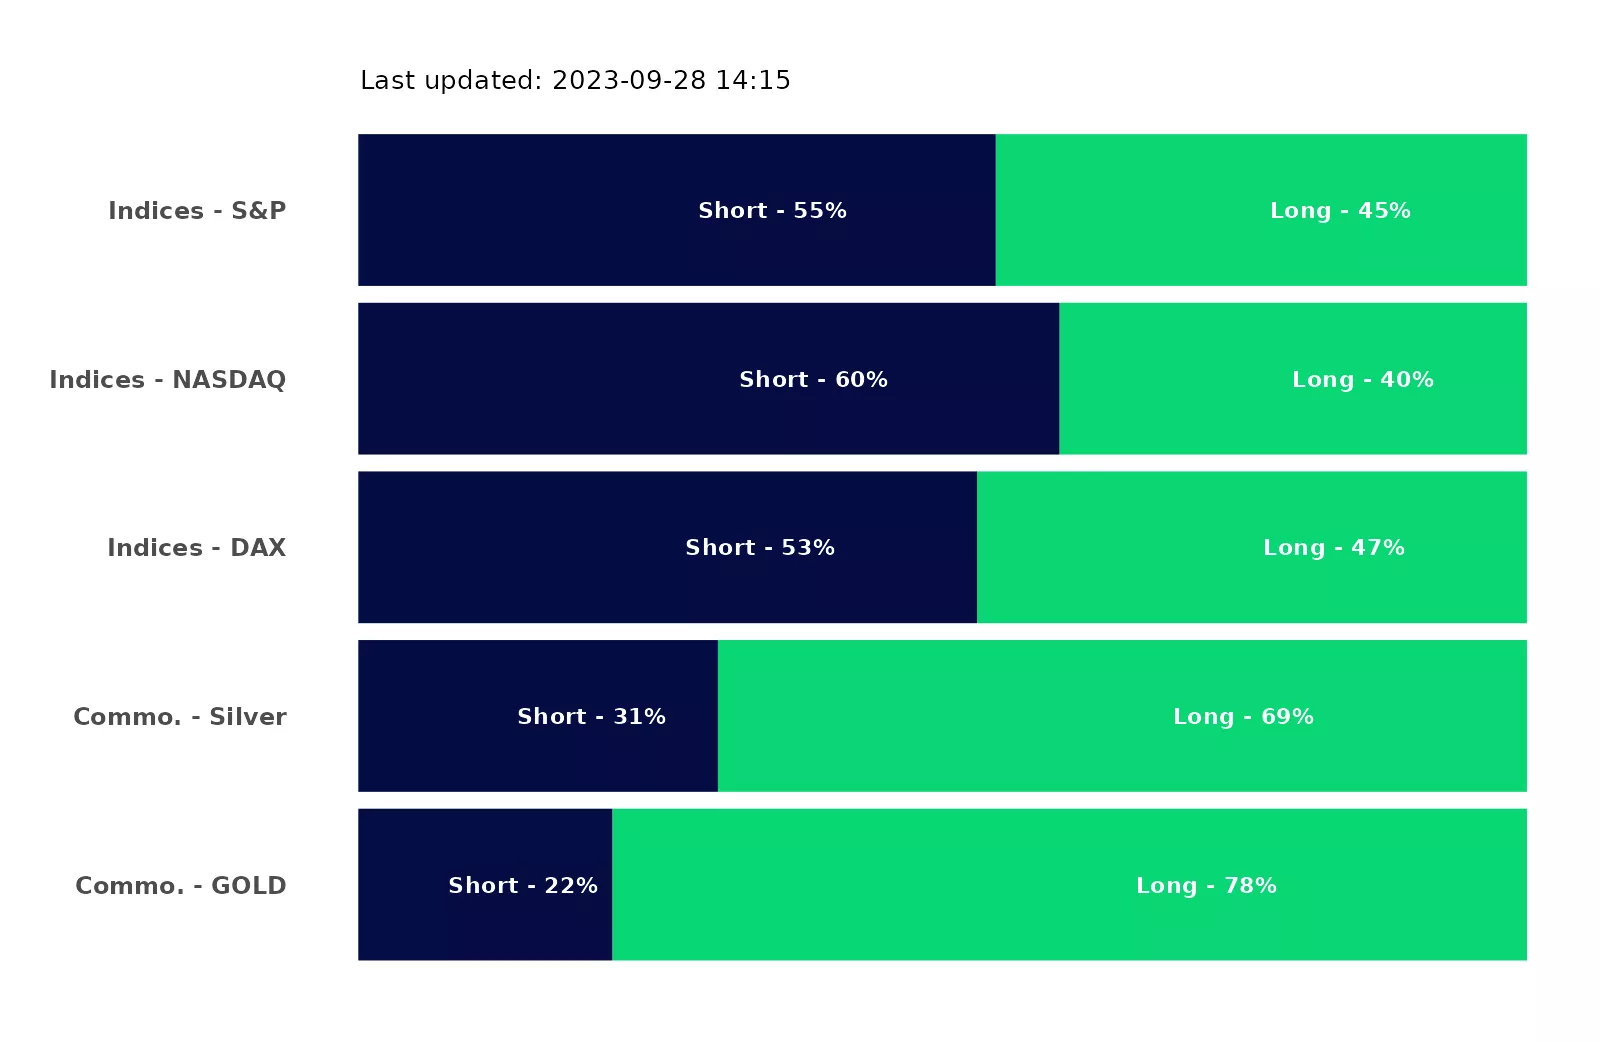 Last updated: 2023-09-28 14:15
Indices - S&P Short - 55% Long - 45%
Indices - NASDAQ Short - 60% Long - 40%
Indices - DAX Short - 53% Long - 47%
Commo. - Silver Short - 31% Long - 69%
Commo. - GOLD Short - 22% Long - 78%